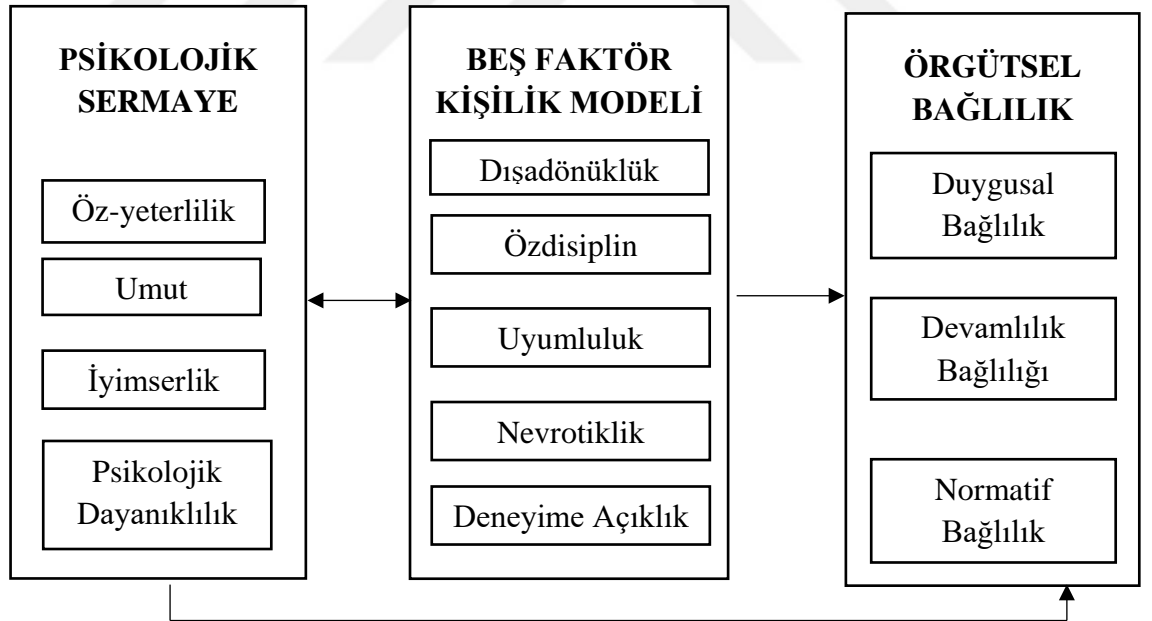 PSİKOLOJİK
SERMAYE
Öz-yeterlilik
Umut
İyimserlik
Psikolojik
Dayanıklılık
BEŞ FAKTÖR
KİŞİLİK MODELİ
Dışadönüklük
Özdisiplin
Uyumluluk
Nevrotiklik
Deneyime Açıklık
ÖRGÜTSEL
BAĞLILIK
Duygusal
Bağlılık
Devamlılık
Bağlılığı
Normatif
Bağlılık